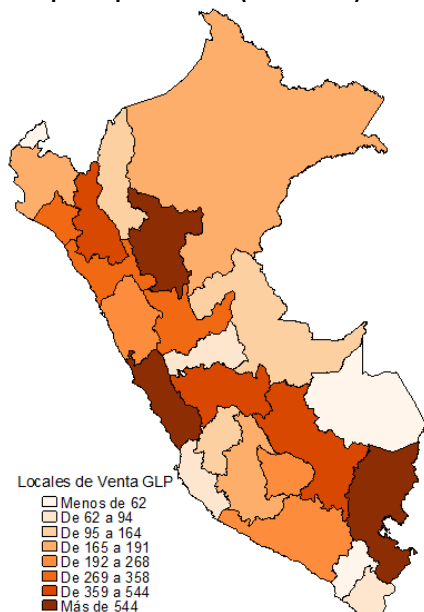 Locales de Venta GLP
Menos de 62
De 62 a 94
De 95 a 164
De 165 a 191
De 192 a 268
De 269 a 358
De 359 a 544
Más de 544